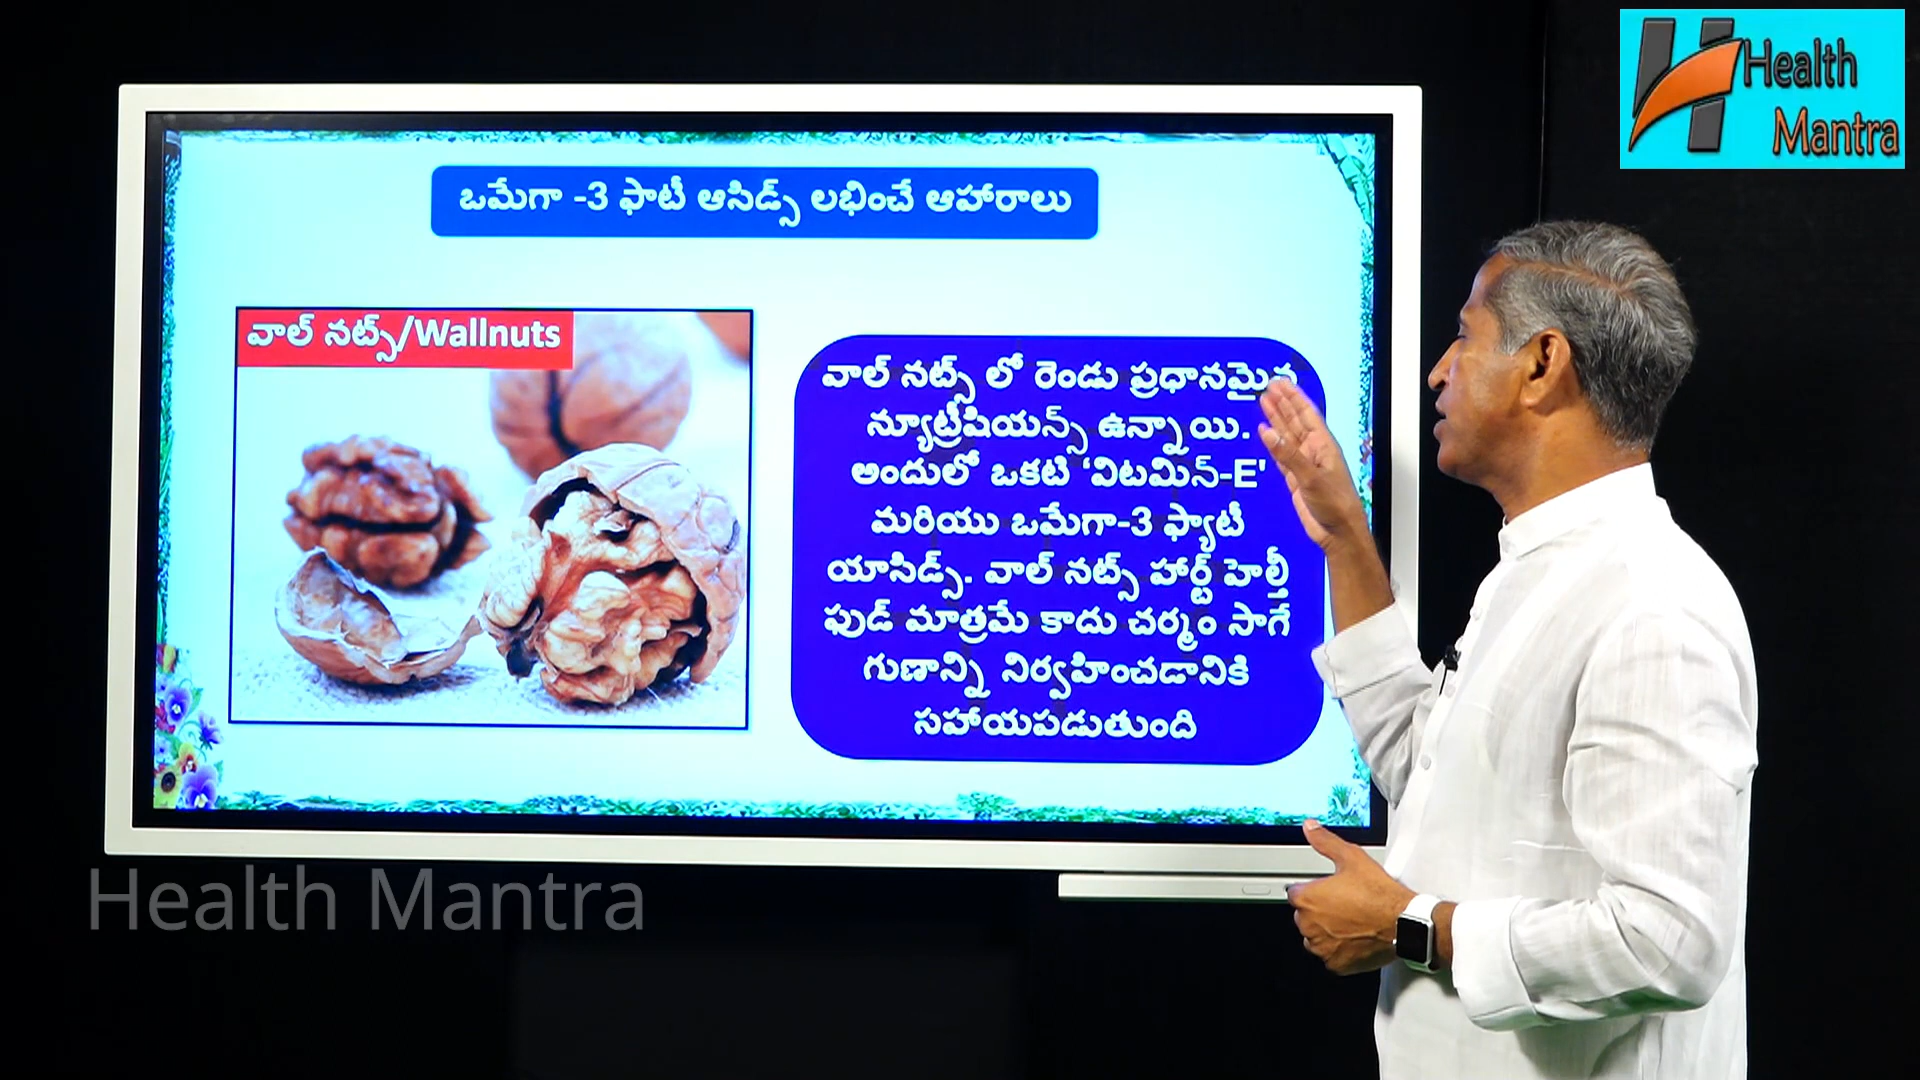 Health
Mantra
ఒమేగా -3 ఫాటీ ఆసిడ్స్ లభించే ఆహారాలు
వాల్ నట్స్/Wallnuts
వాల్ నట్స్ లో రెండు ప్రధానమైన
న్యూట్రీషియన్స్ ఉన్నాయి.
అందులో ఒకటి ‘విటమిన్-E'
మరియు ఒమేగా-3 ఫ్యాటీ
యాసిడ్స్. వాల్ నట్స్ హార్ట్ హెల్తీ
ఫుడ్ మాత్రమే కాదు చర్మం సాగే
గుణాన్ని నిర్వహించడానికి
సహాయపడుతుంది
Health Mantra